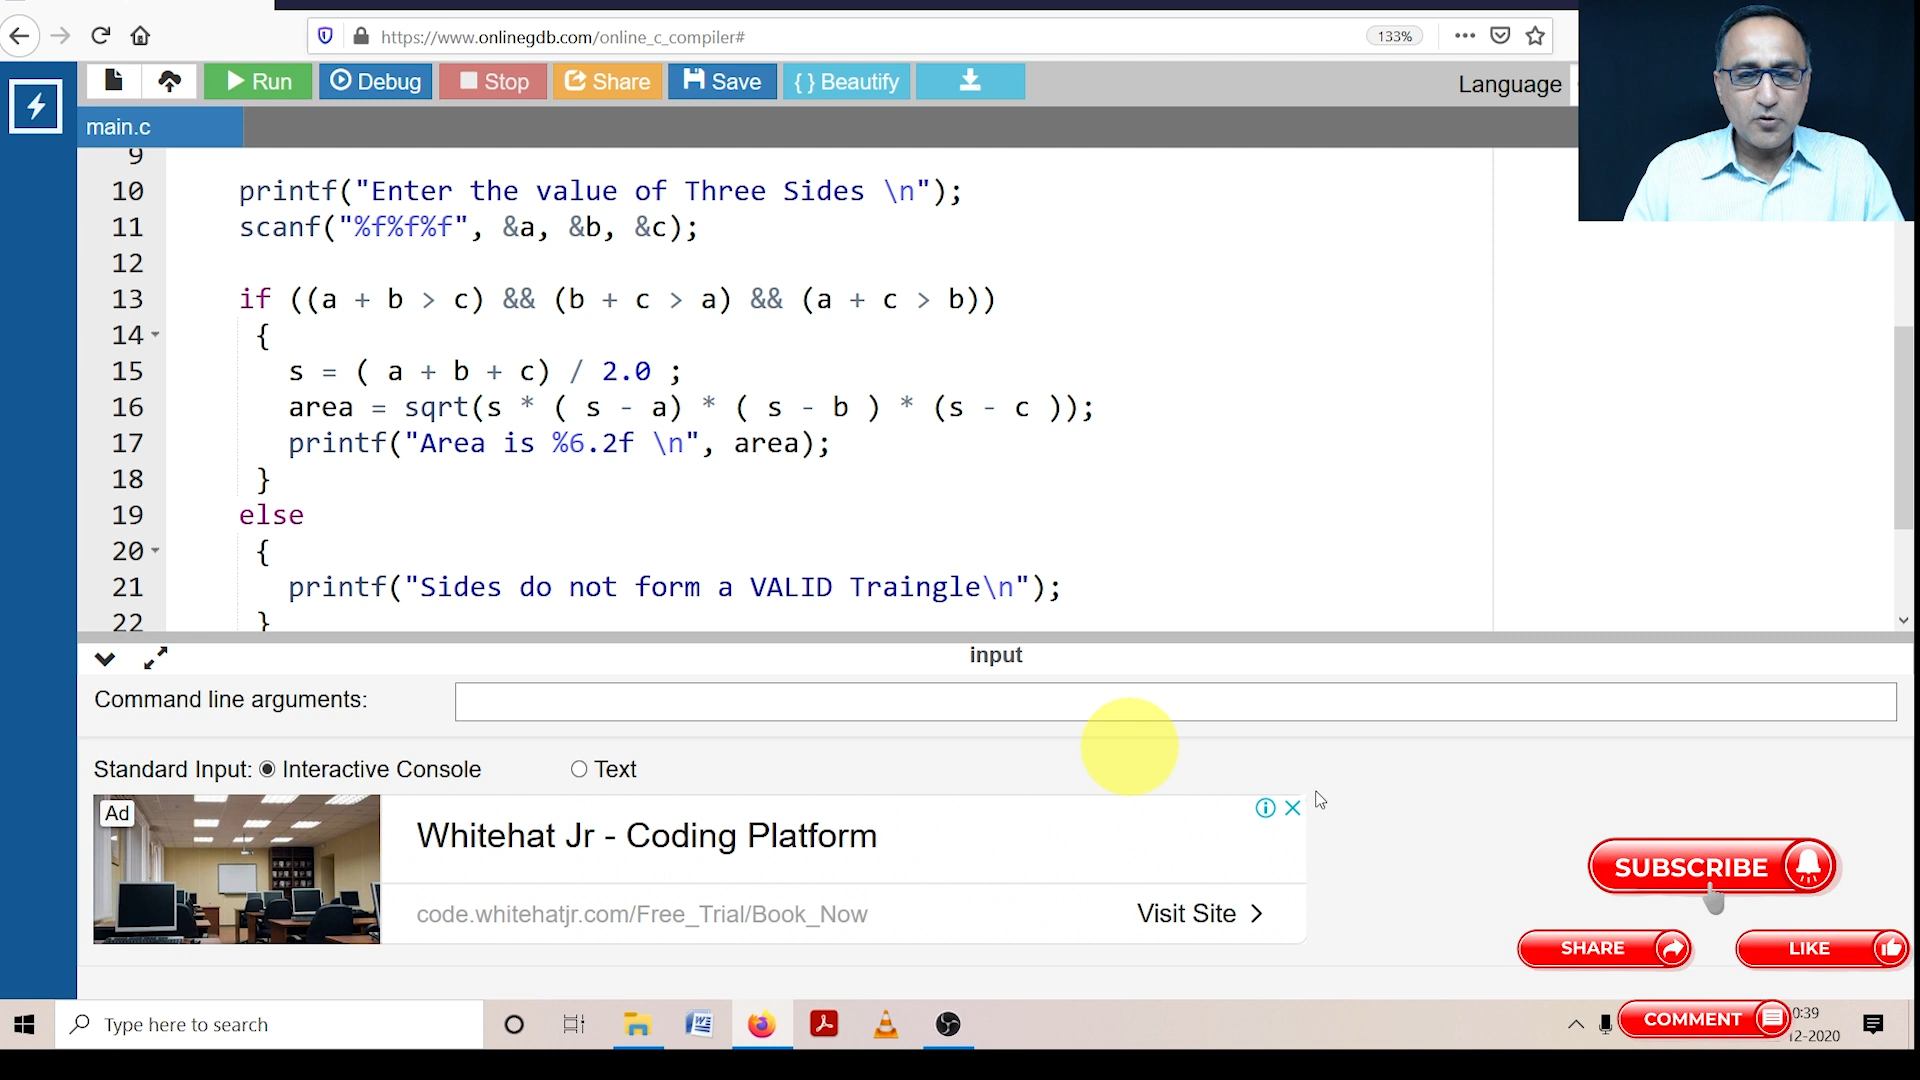 https://www.onlinegdb.com/online_c_compiler#
133%
Run
Debug
Stop
Share
Save
{ } Beautify
Language
main.c
9
10 printf("Enter the value of Three Sides \n");
11 scanf("%f%f%f", &a, &b, &c);
12
13 if ((a + b > c) && (b + c > a) && (a + c > b))
14 {
15 s = ( a + b + c) / 2.0 ;
16 area = sqrt(s * ( s - a) * ( s - b ) * (s - c ));
17 printf("Area is %6.2f \n", area);
18 }
19 else
20 {
21 printf("Sides do not form a VALID Traingle\n");
22 }
input
Command line arguments:
Standard Input: Interactive Console Text
Ad
Whitehat Jr - Coding Platform
code.whitehatjr.com/Free_Trial/Book_Now
Visit Site
SUBSCRIBE
SHARE
LIKE
Type here to search
COMMENT
0:39
12-2020